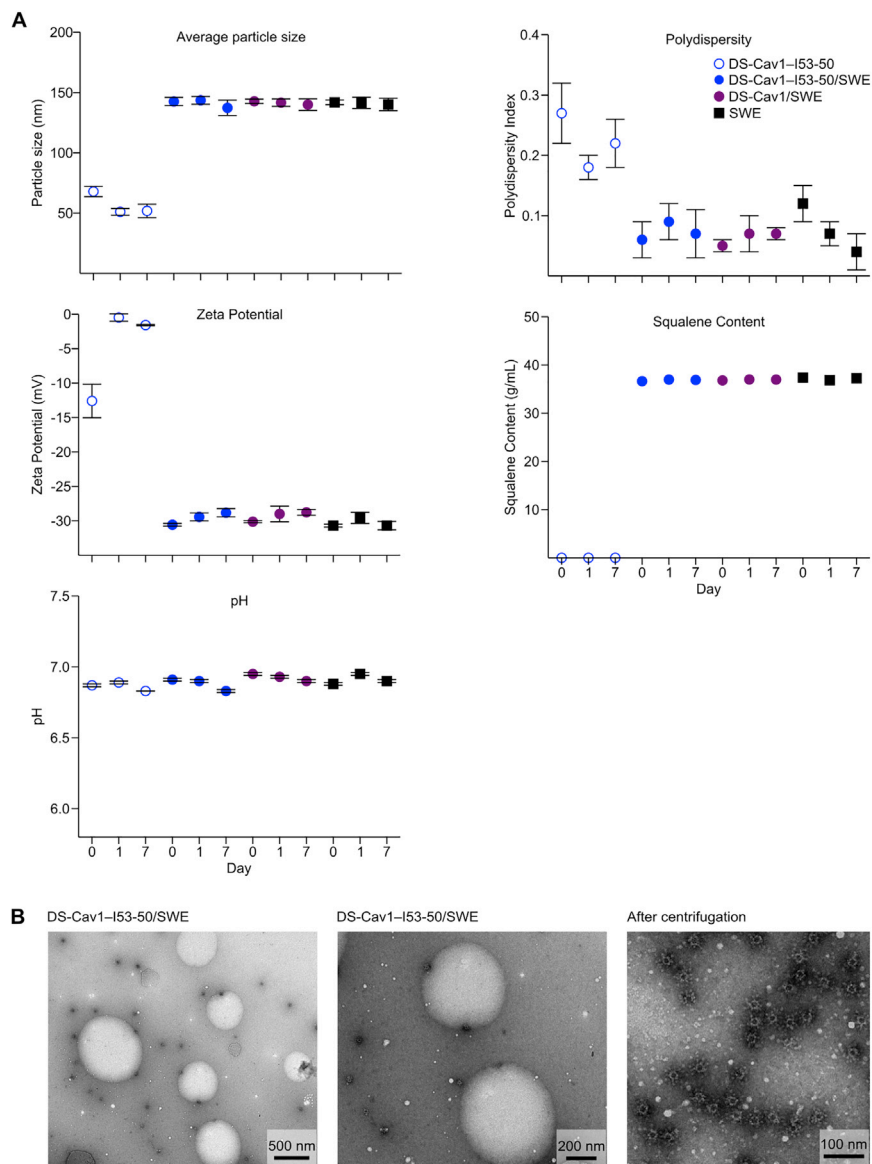 A
Average particle size
Particle size (nm)
200
150
100
50
Polydispersity
Polydispersity Index
0.4
0.3
0.2
0.1
DS-Cav1–I53-50
DS-Cav1–I53-50/SWE
DS-Cav1/SWE
SWE
Zeta Potential
Zeta Potential (mV)
0
-5
-10
-15
-20
-25
-30
Squalene Content
Squalene Content (g/mL)
50
40
30
20
10
0
0 1 7 0 1 7 0 1 7 0 1 7
Day
pH
pH
7.5
7.0
6.5
6.0
0 1 7 0 1 7 0 1 7 0 1 7
Day
B
DS-Cav1–I53-50/SWE
DS-Cav1–I53-50/SWE
After centrifugation
500 nm
200 nm
100 nm